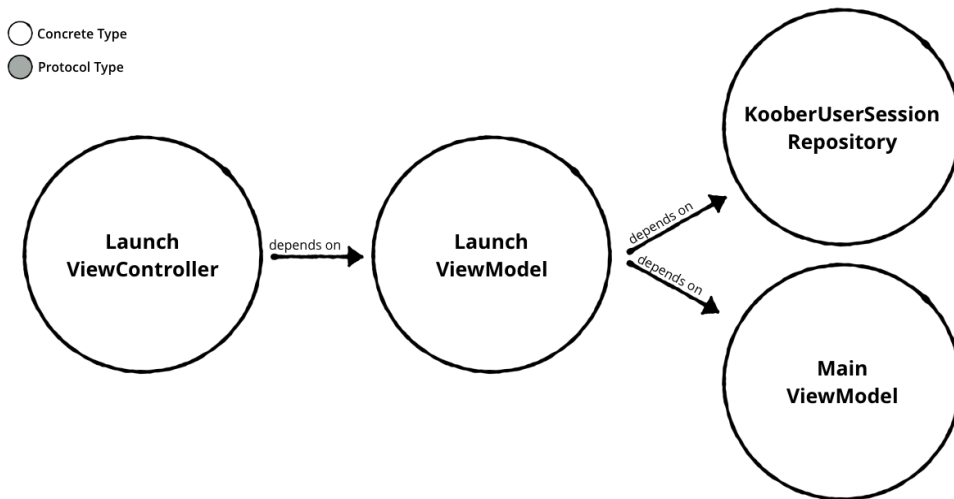 Concrete Type
Protocol Type
Launch
ViewController
depends on
Launch
ViewModel
depends on
depends on
KooberUserSession
Repository
Main
ViewModel